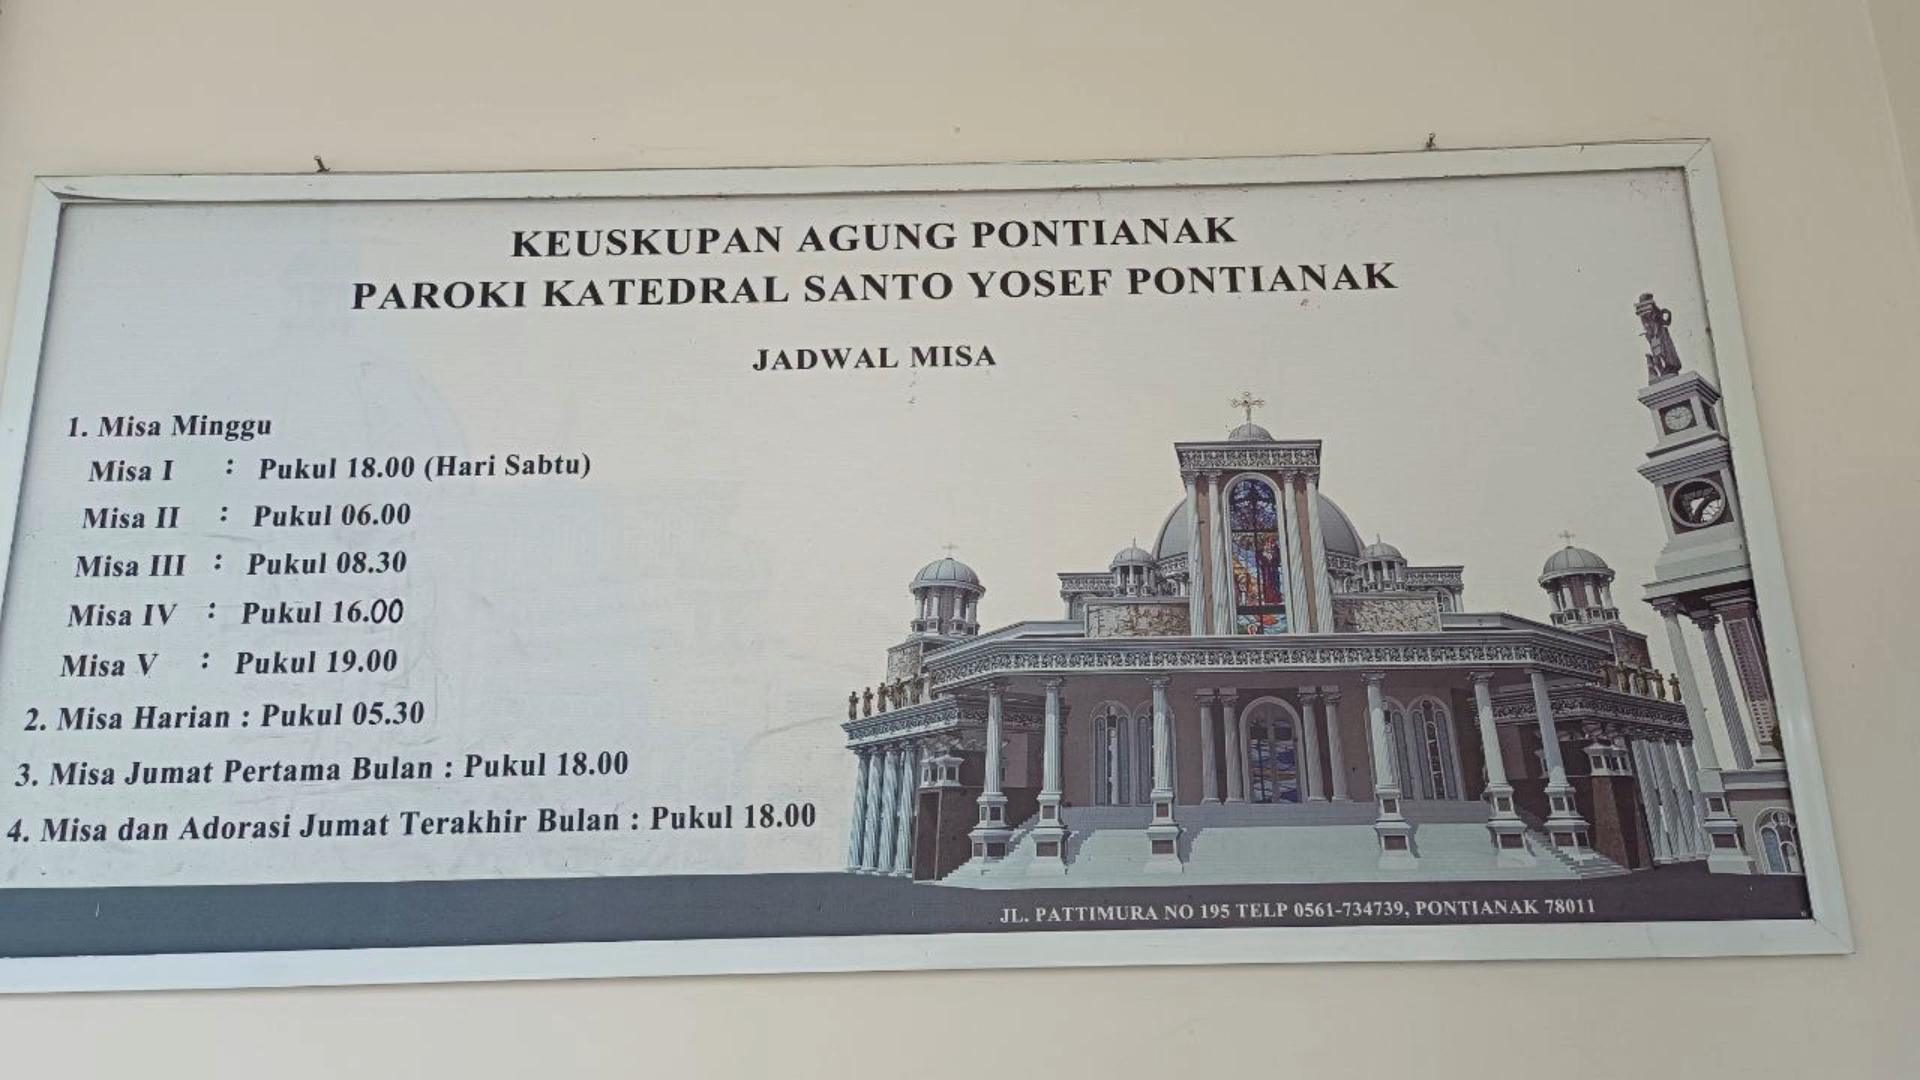 KEUSKUPAN AGUNG PONTIANAK
PAROKI KATEDRAL SANTO YOSEF PONTIANAK
JADWAL MISA
1. Misa Minggu
Misa I : Pukul 18.00 (Hari Sabtu)
Misa II : Pukul 06.00
Misa III : Pukul 08.30
Misa IV : Pukul 16.00
Misa V : Pukul 19.00
2. Misa Harian : Pukul 05.30
3. Misa Jumat Pertama Bulan : Pukul 18.00
4. Misa dan Adorasi Jumat Terakhir Bulan : Pukul 18.00
JL. PATTIMURA NO 195 TELP 0561-734739, PONTIANAK 78011